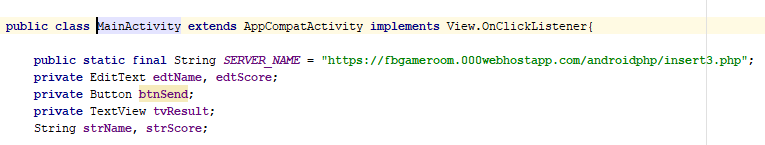 public class MainActivity extends AppCompatActivity implements View.OnClickListener{
public static final String SERVER_NAME = "https://fbgameroom.000webhostapp.com/androidphp/insert3.php";
private EditText edtName, edtScore;
private Button btnSend;
private TextView tvResult;
String strName, strScore;